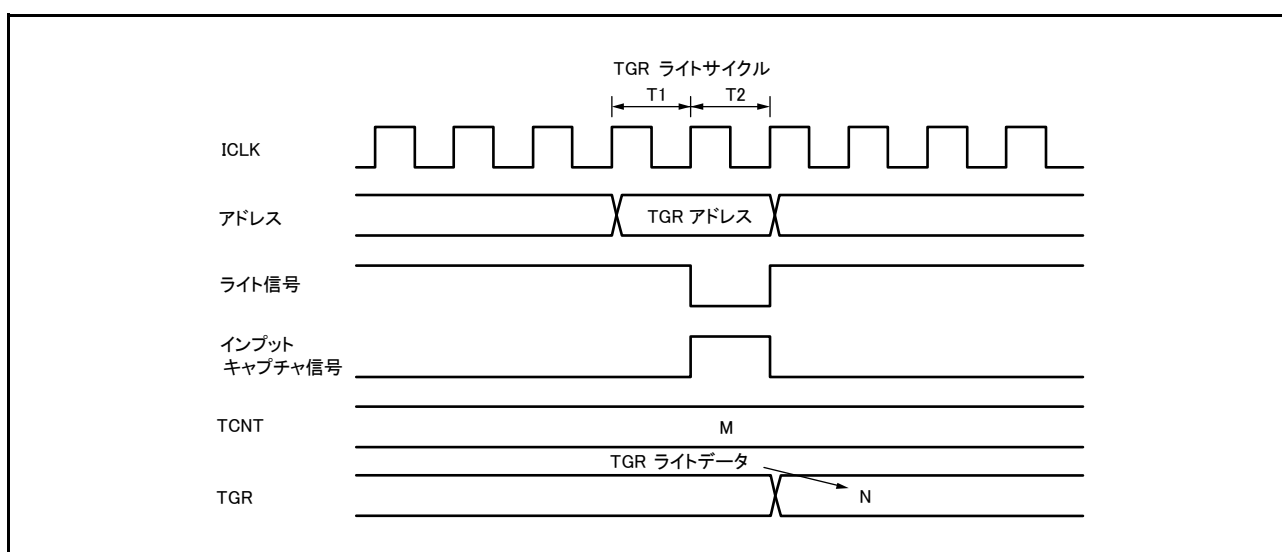 TGR ライトサイクル
T1 T2
ICLK
アドレス
TGR アドレス
ライト信号
インプット
キャプチャ信号
TCNT
M
TGR ライトデータ
TGR
N